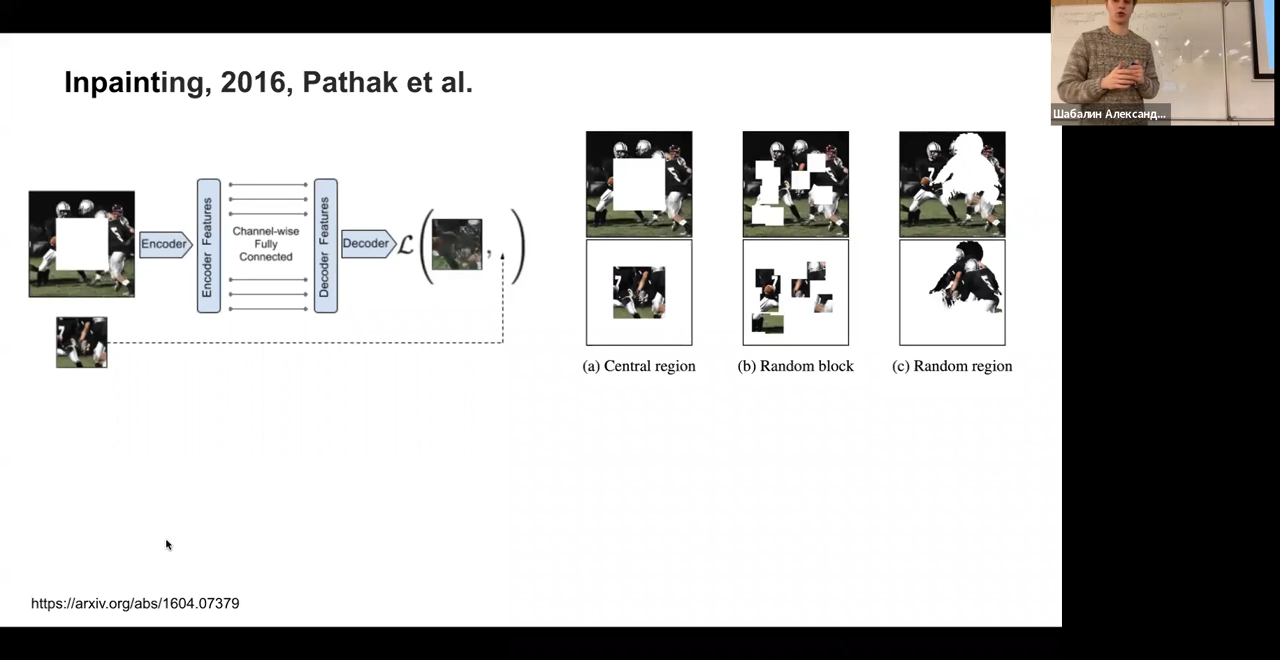 Inpainting, 2016, Pathak et al.
Encoder
Encoder Features
Channel-wise
Fully
Connected
Decoder Features
Decoder
ℒ( , )
(a) Central region
(b) Random block
(c) Random region
https://arxiv.org/abs/1604.07379
Шабалин Александ...